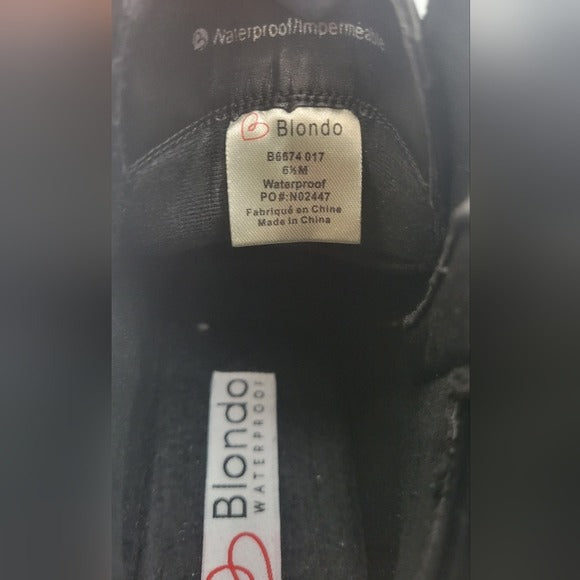 Waterproof/Imperméable
Blondo
B6674 017
6½M
Waterproof
PO#:N02447
Fabriqué en Chine
Made in China
Blondo
WATERPROOF